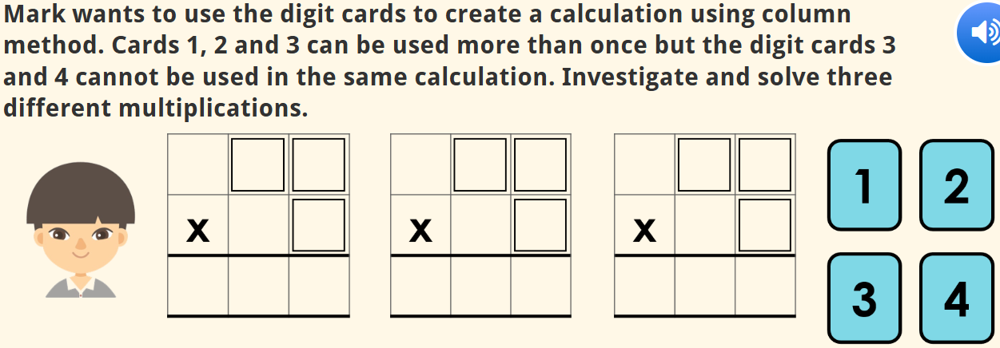 Mark wants to use the digit cards to create a calculation using column
method. Cards 1, 2 and 3 can be used more than once but the digit cards 3
and 4 cannot be used in the same calculation. Investigate and solve three
different multiplications.
x x x
1 2
3 4